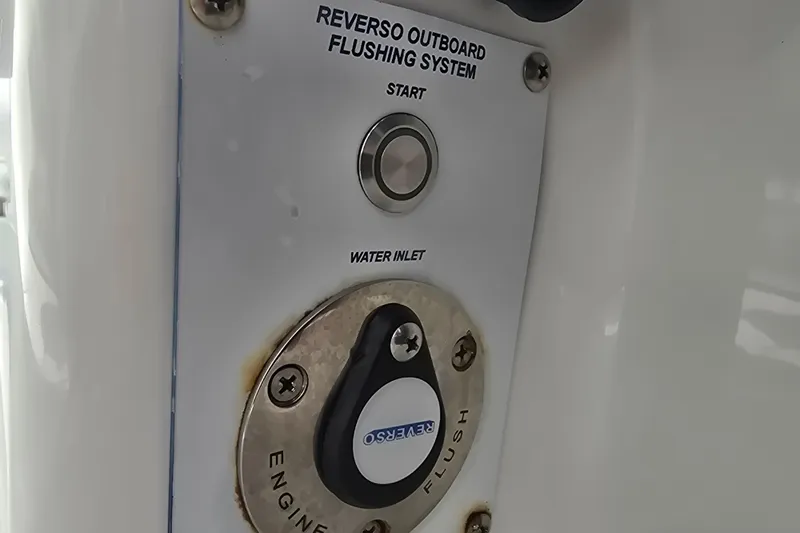 REVERSO OUTBOARD
FLUSHING SYSTEM
START
WATER INLET
REVERSO
ENGINE
FLUSH